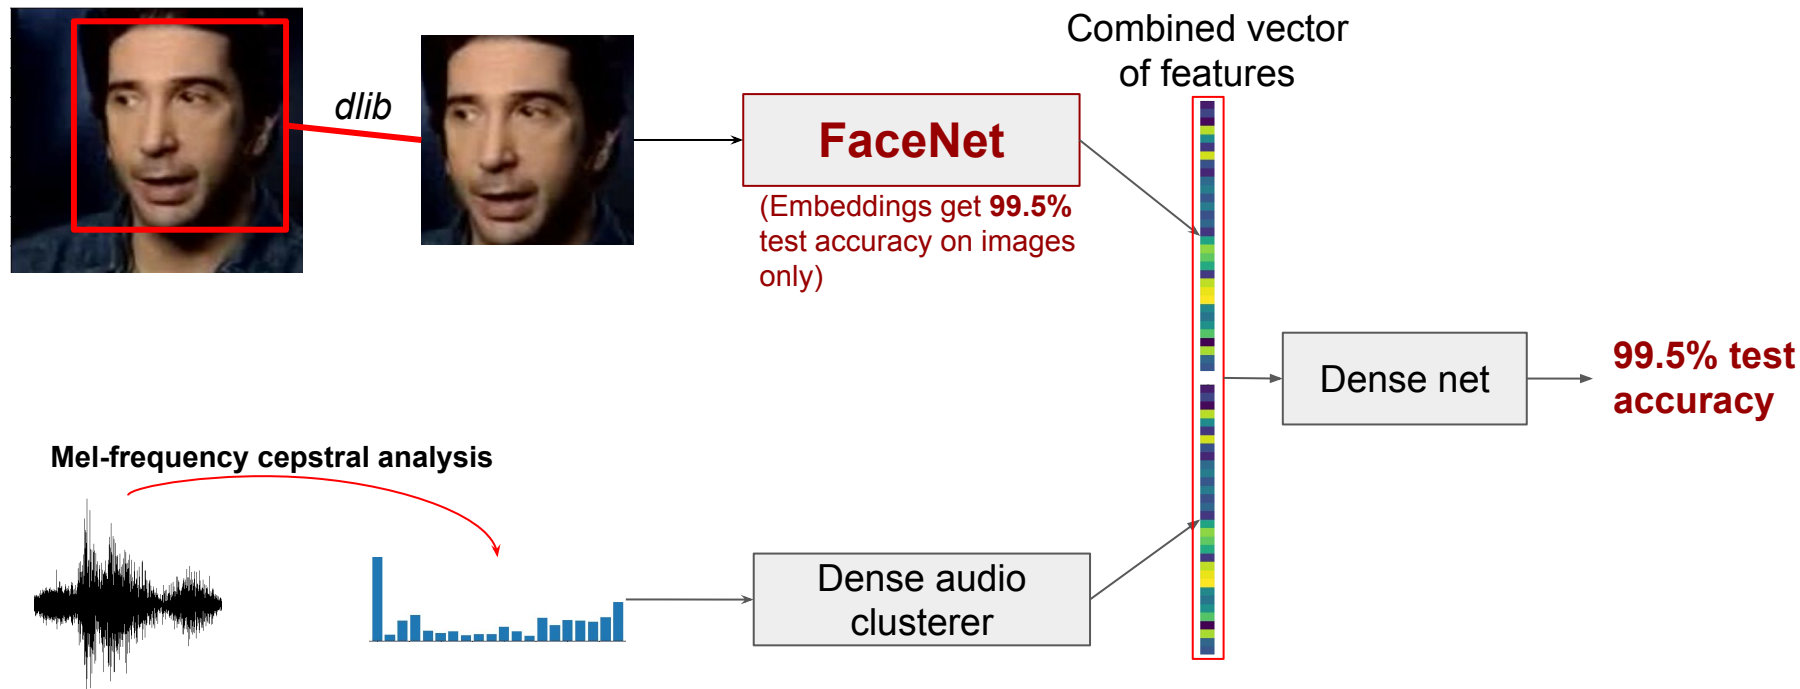 Combined vector
of features
dlib
FaceNet
(Embeddings get 99.5%
test accuracy on images
only)
Dense net
99.5% test
accuracy
Mel-frequency cepstral analysis
Dense audio
clusterer